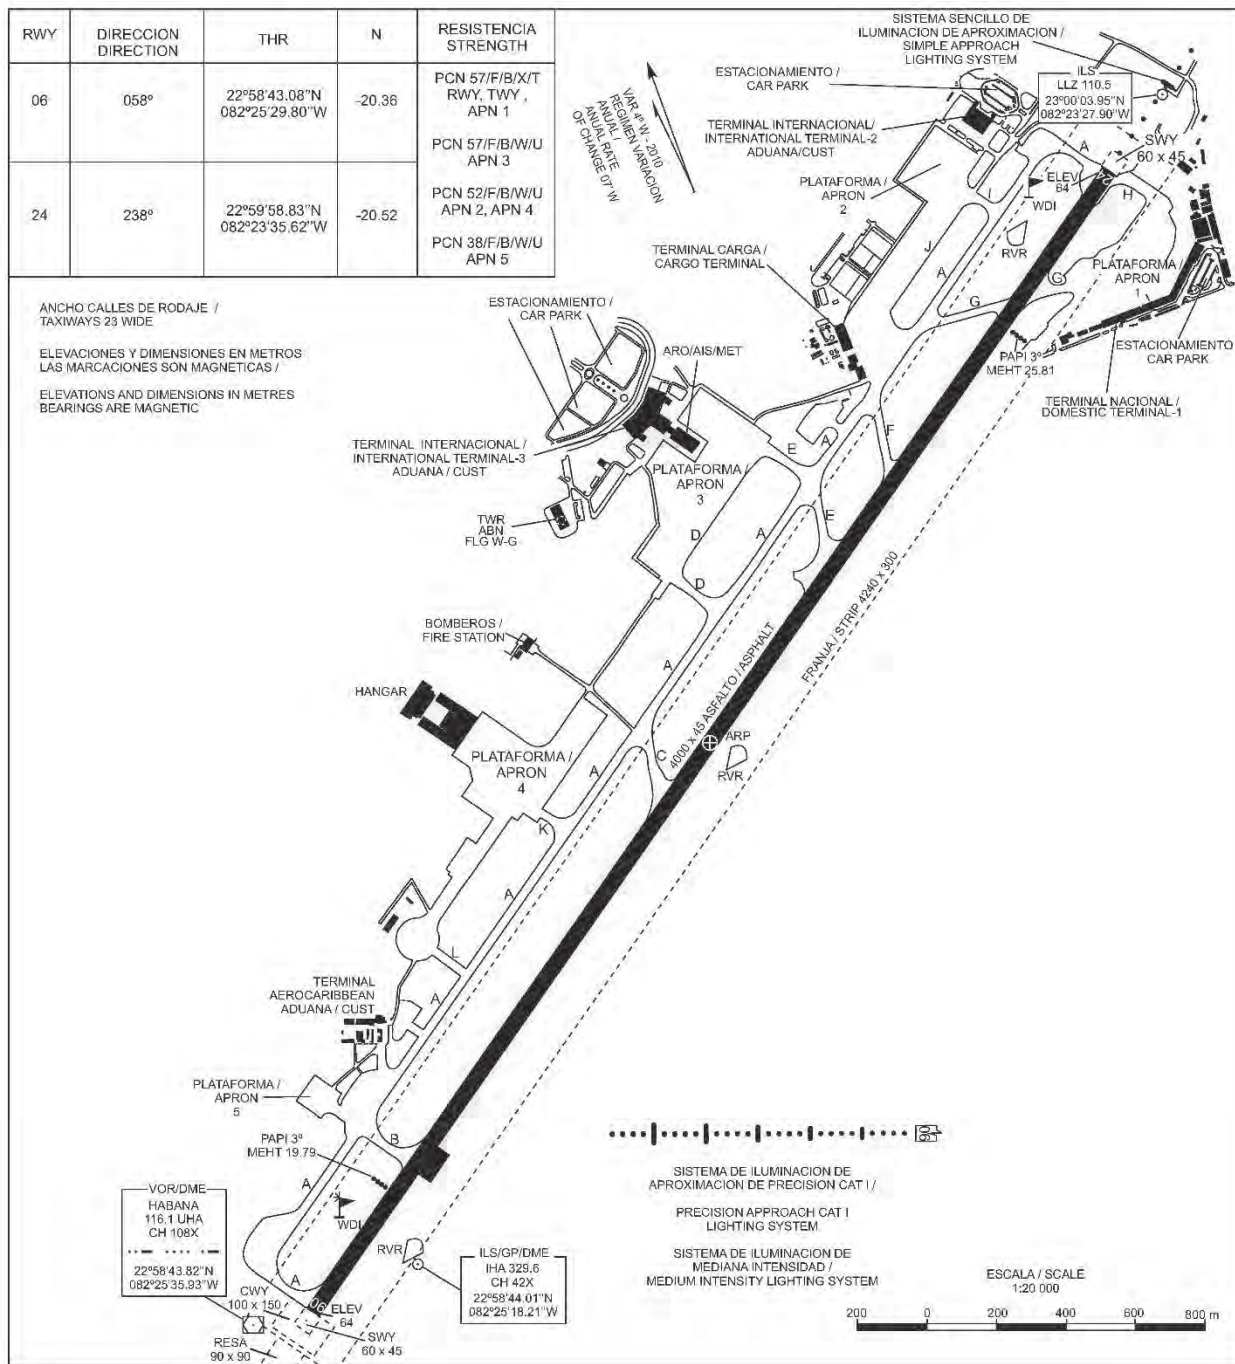 RWY
DIRECCION
DIRECTION
THR
N
RESISTENCIA
STRENGTH
06
058º
22º58'43.08"N
082º25'29.80"W
-20.36
PCN 57/F/B/X/T
RWY, TWY ,
APN 1
PCN 57/F/B/W/U
APN 3
24
238º
22º59'58.83"N
082º23'35.62"W
-20.52
PCN 52/F/B/W/U
APN 2, APN 4
PCN 38/F/B/W/U
APN 5
ANCHO CALLES DE RODAJE /
TAXIWAYS 23 WIDE
ELEVACIONES Y DIMENSIONES EN METROS
LAS MARCACIONES SON MAGNETICAS /
ELEVATIONS AND DIMENSIONS IN METRES
BEARINGS ARE MAGNETIC
VAR 4º W - 2010
REGIMEN VARIACION
ANUAL /
ANUAL RATE
OF CHANGE 07'W
SISTEMA SENCILLO DE
ILUMINACION DE APROXIMACION /
SIMPLE APPROACH
LIGHTING SYSTEM
ESTACIONAMIENTO /
CAR PARK
ILS
LLZ 110.5
23º00'03.95"N
082º23'27.90"W
TERMINAL INTERNACIONAL/
INTERNATIONAL TERMINAL-2
ADUANA/CUST
A
SWY
60 x 45
PLATAFORMA /
APRON
2
I
ELEV
64
WDI
24
H
TERMINAL CARGA /
CARGO TERMINAL
J
A
RVR
G
G
PLATAFORMA /
APRON
1
ESTACIONAMIENTO
CAR PARK
PAPI 3º
MEHT 25.81
TERMINAL NACIONAL /
DOMESTIC TERMINAL-1
ESTACIONAMIENTO /
CAR PARK
ARO/AIS/MET
TERMINAL INTERNACIONAL /
INTERNATIONAL TERMINAL-3
ADUANA / CUST
E
A
F
PLATAFORMA /
APRON
3
TWR
ABN
FLG W-G
D
A
E
D
FRANJA / STRIP 4240 x 300
4000 x 45 ASFALTO / ASPHALT
BOMBEROS /
FIRE STATION
A
HANGAR
PLATAFORMA /
APRON
4
A
C
ARP
RVR
K
A
L
TERMINAL
AEROCARIBBEAN
ADUANA / CUST
A
PLATAFORMA /
APRON
5
PAPI 3º
MEHT 19.79
B
A
WDI
VOR/DME
HABANA
116.1 UHA
CH 108X
22º58'43.82"N
082º25'35.93"W
RVR
ILS/GP/DME
IHA 329.6
CH 42X
22º58'44.01"N
082º25'18.21"W
A
CWY
100 x 150
06
ELEV
64
SWY
60 x 45
RESA
90 x 90
06
SISTEMA DE ILUMINACION DE
APROXIMACION DE PRECISION CAT I /
PRECISION APPROACH CAT I
LIGHTING SYSTEM
SISTEMA DE ILUMINACION DE
MEDIANA INTENSIDAD /
MEDIUM INTENSITY LIGHTING SYSTEM
ESCALA / SCALE
1:20 000
200 0 200 400 600 800 m